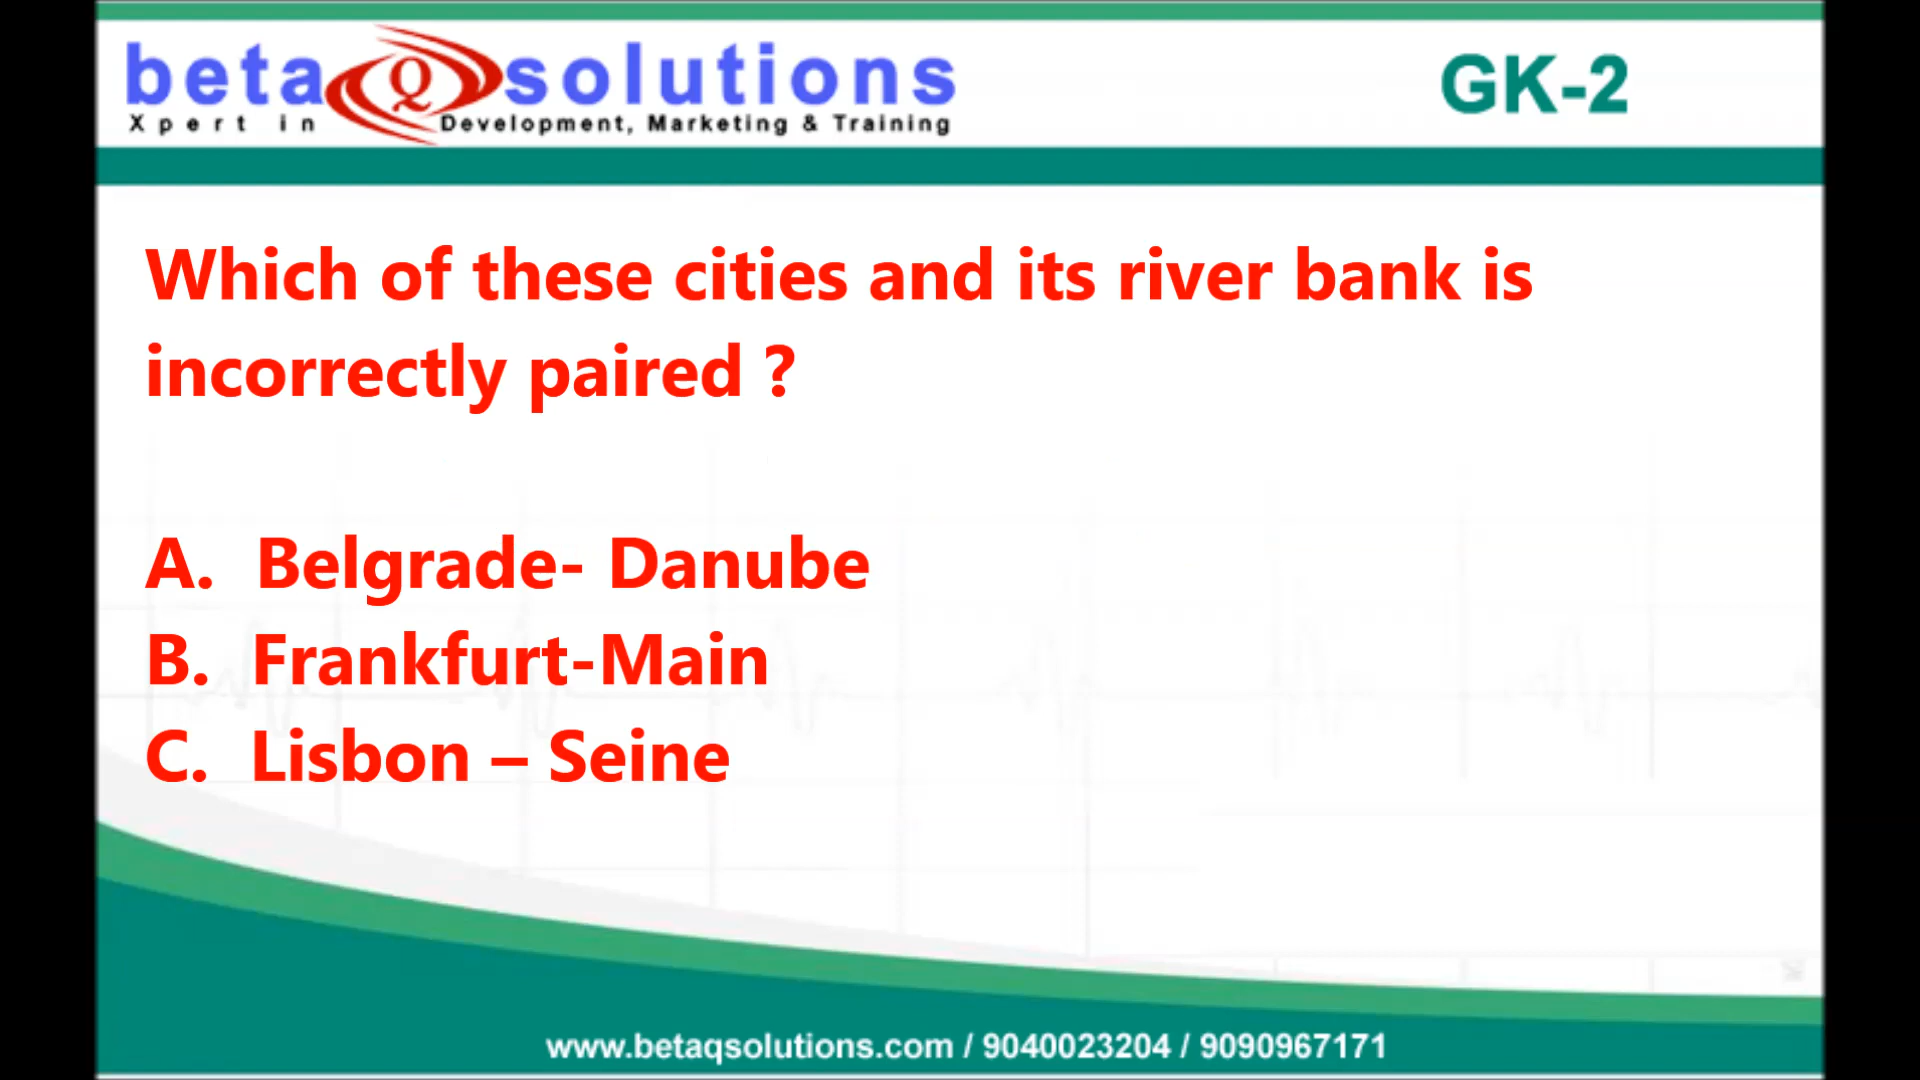 beta Q solutions
Xpert in Development, Marketing & Training
GK-2
Which of these cities and its river bank is
incorrectly paired ?
A. Belgrade- Danube
B. Frankfurt-Main
C. Lisbon – Seine
www.betaqsolutions.com / 9040023204 / 9090967171